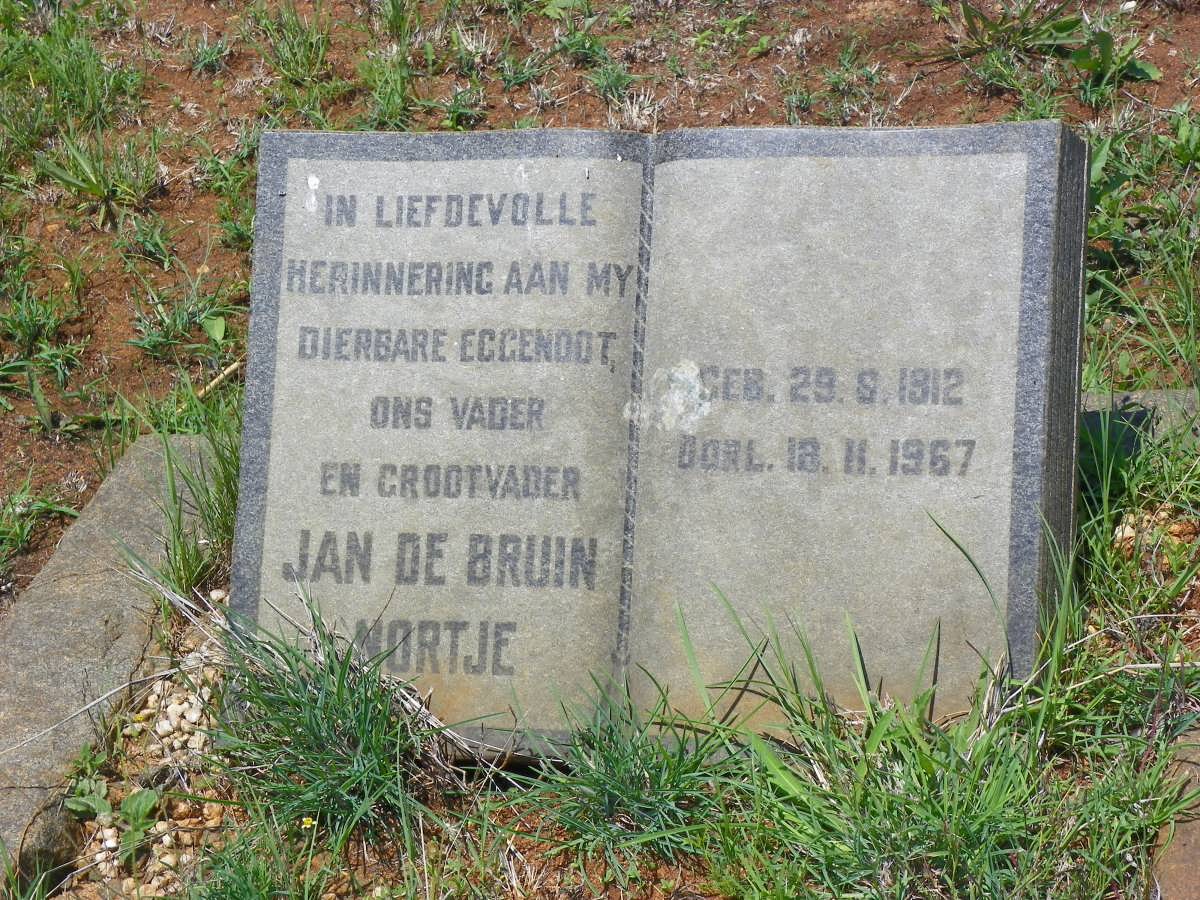 IN LIEFDEVOLLE
HERINNERING AAN MY
DIERBARE EGGENOOT,
ONS VADER
EN GROOTVADER
JAN DE BRUIN
NORTJE
GEB. 29. 9. 1912
OORL. 18. 11. 1967